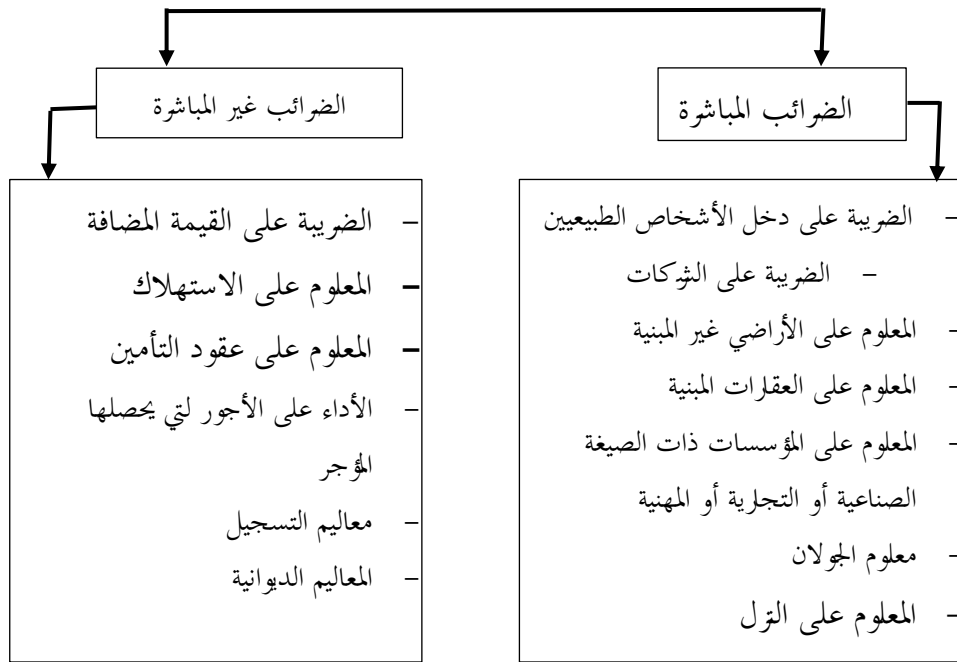 الضرائب المباشرة
– الضريبة على دخل الأشخاص الطبيعيين
– الضريبة على الشركات
– المعلوم على الأراضي غير المبنية
– المعلوم على العقارات المبنية
– المعلوم على المؤسسات ذات الصيغة
الصناعية أو التجارية أو المهنية
– معلوم الجولان
– المعلوم على النزل
الضرائب غير المباشرة
– الضريبة على القيمة المضافة
– المعلوم على الاستهلاك
– المعلوم على عقود التأمين
– الأداء على الأجور لتي يحصلها
المؤجر
– معاليم التسجيل
– المعاليم الديوانية